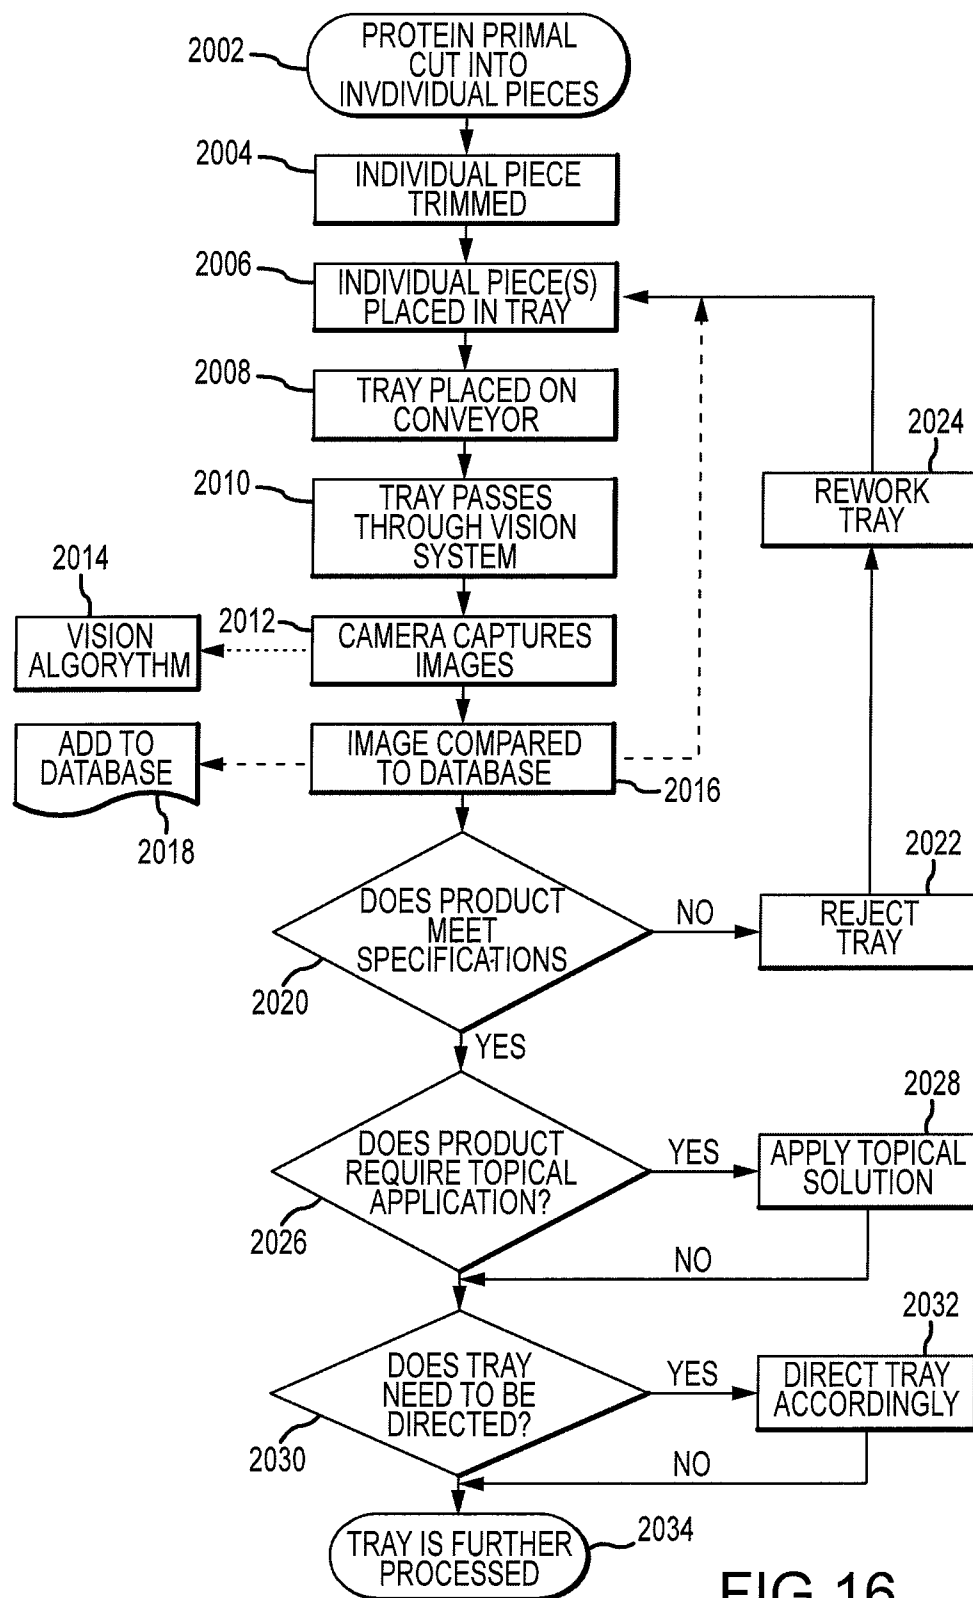 2002
PROTEIN PRIMAL
CUT INTO
INVDIVIDUAL PIECES
2004
INDIVIDUAL PIECE
TRIMMED
2006
INDIVIDUAL PIECE(S)
PLACED IN TRAY
2008
TRAY PLACED ON
CONVEYOR
2024
REWORK
TRAY
2010
TRAY PASSES
THROUGH VISION
SYSTEM
2014
VISION
ALGORYTHM
2012
CAMERA CAPTURES
IMAGES
ADD TO
DATABASE
2018
IMAGE COMPARED
TO DATABASE
2016
DOES PRODUCT
MEET
SPECIFICATIONS
2020
NO
2022
REJECT
TRAY
YES
DOES PRODUCT
REQUIRE TOPICAL
APPLICATION?
2026
YES
2028
APPLY TOPICAL
SOLUTION
NO
DOES TRAY
NEED TO BE
DIRECTED?
2030
YES
2032
DIRECT TRAY
ACCORDINGLY
NO
TRAY IS FURTHER
PROCESSED
2034
FIG.16